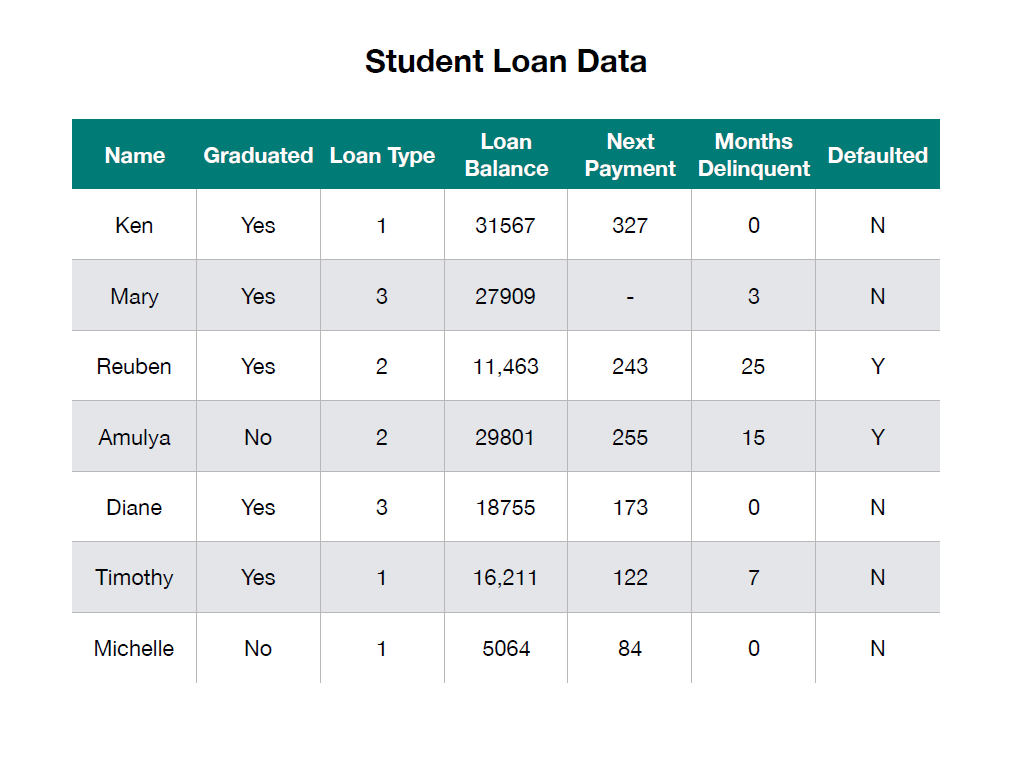 Student Loan Data
Name Graduated Loan Type Loan Balance Next Payment Months Delinquent Defaulted
Ken Yes 1 31567 327 0 N
Mary Yes 3 27909 - 3 N
Reuben Yes 2 11,463 243 25 Y
Amulya No 2 29801 255 15 Y
Diane Yes 3 18755 173 0 N
Timothy Yes 1 16,211 122 7 N
Michelle No 1 5064 84 0 N